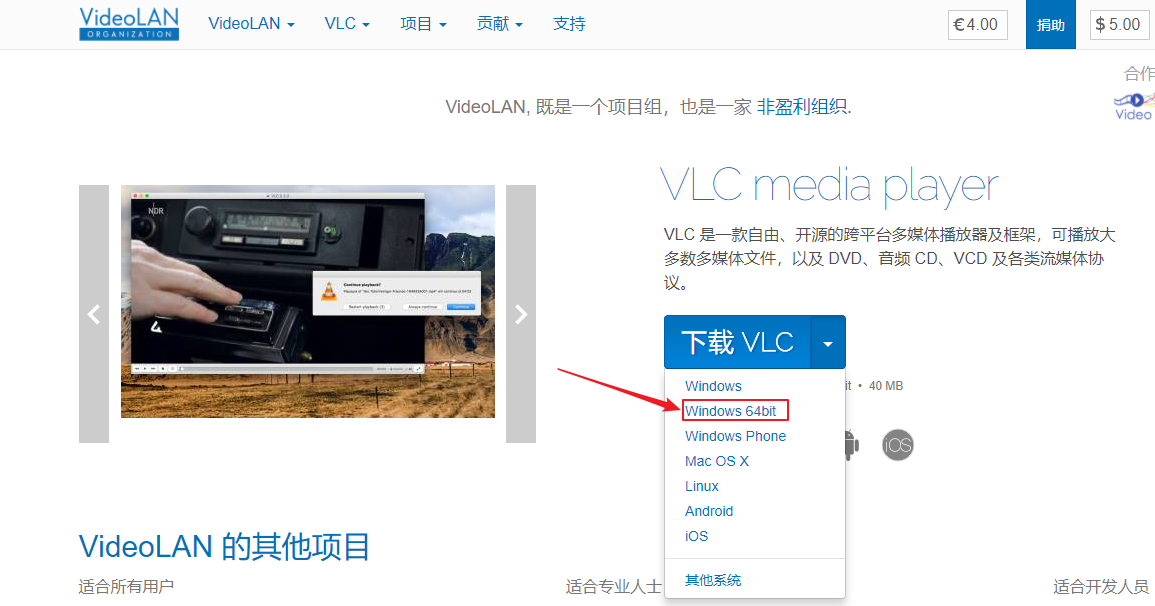 VideoLAN
ORGANIZATION
VideoLAN
VLC
项目
贡献
支持
€ 4.00
捐助
$ 5.00
合作
Video
VideoLAN, 既是一个项目组，也是一家 非盈利组织.
NDR
Continue playback?
Restart playback
Always continue
Continue
VLC media player
VLC 是一款自由、开源的跨平台多媒体播放器及框架，可播放大
多数多媒体文件，以及 DVD、音频 CD、VCD 及各类流媒体协
议。
下载 VLC
Windows
it • 40 MB
Windows 64bit
Windows Phone
Mac OS X
Linux
Android
iOS
其他系统
iOS
VideoLAN 的其他项目
适合所有用户
适合专业人士
适合开发人员